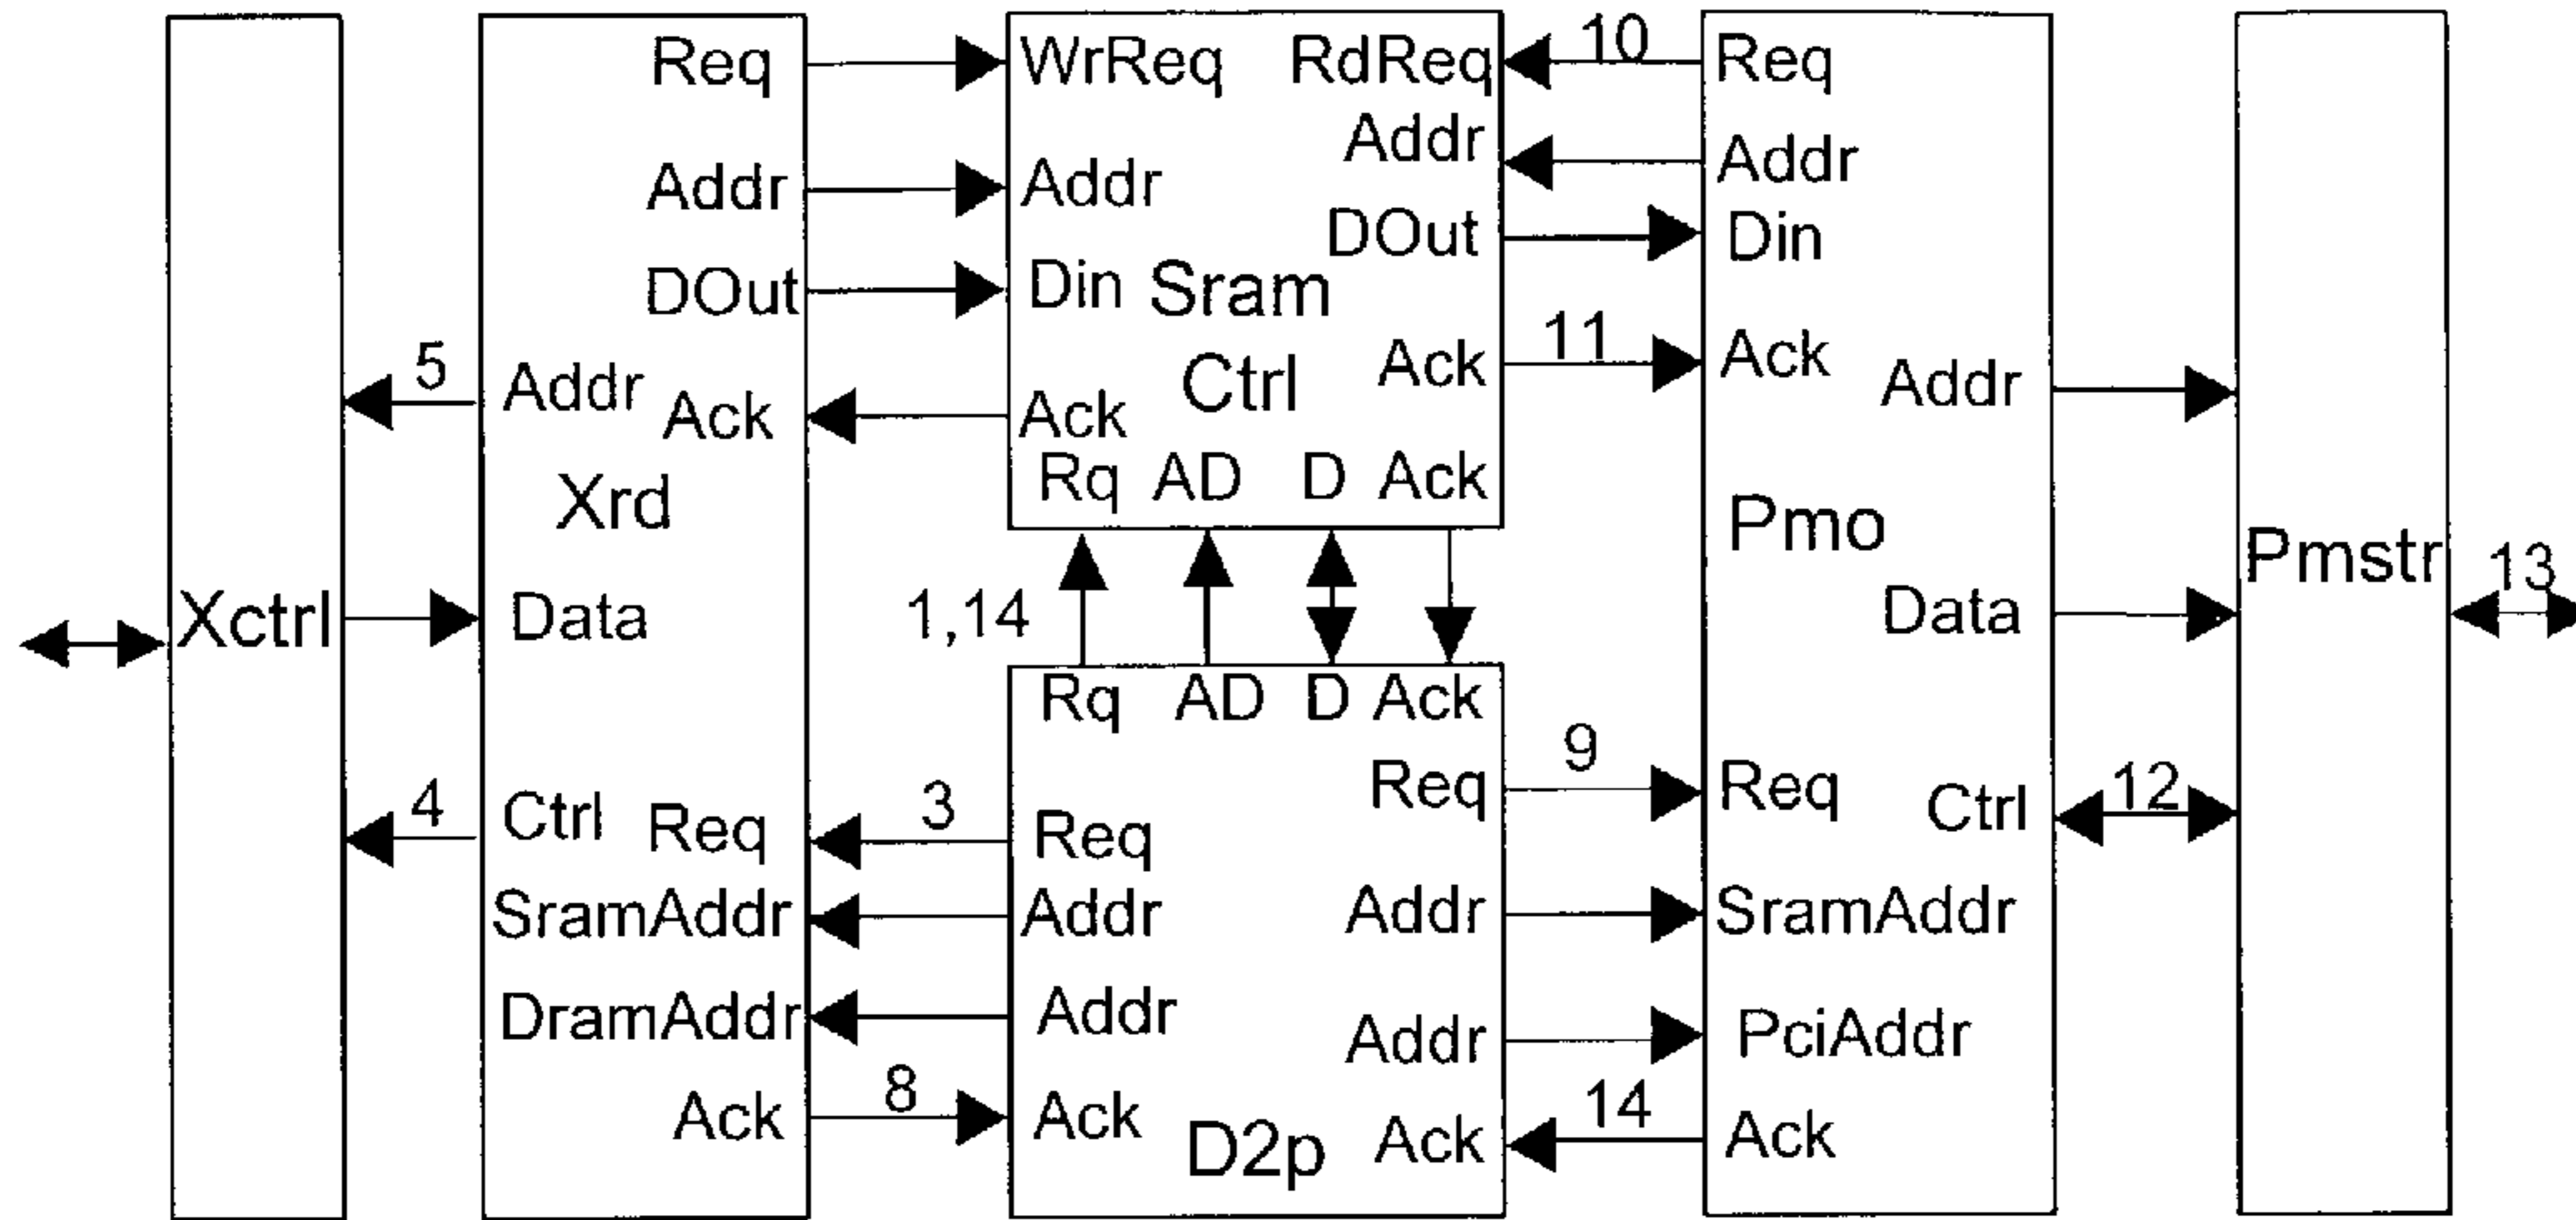 Req WrReq RdReq 10 Req
Addr Addr Addr Addr
DOut Din DOut Din
Sram
Ctrl
5 Addr Ack Ack Ack 11 Ack Addr
Rq AD D Ack
Xrd Pmo Pmstr 13
Xctrl Data 1,14 Data
Rq AD D Ack
4 Ctrl Req 3 Req Req 9 Req Ctrl 12
SramAddr Addr Addr SramAddr
DramAddr Addr Addr PciAddr
Ack 8 Ack Ack 14 Ack
D2p